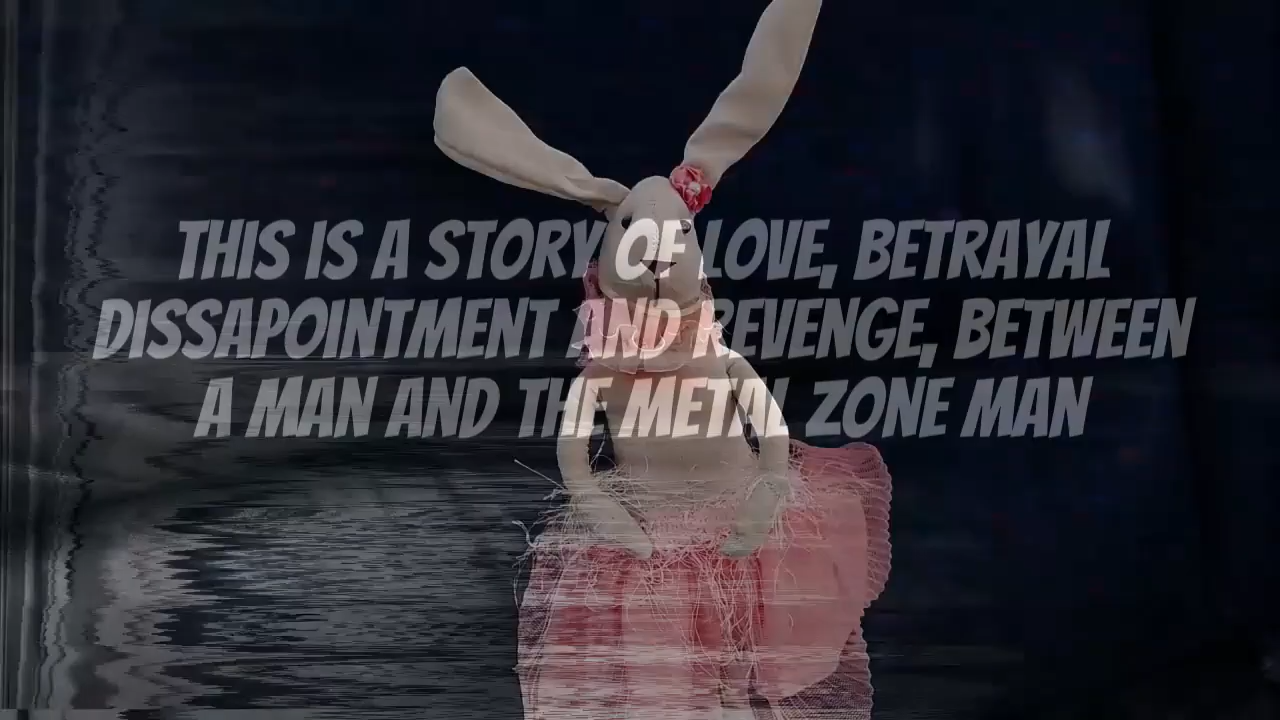 THIS IS A STORY OF LOVE, BETRAYAL
DISSAPOINTMENT AND REVENGE, BETWEEN
A MAN AND THE METAL ZONE MAN